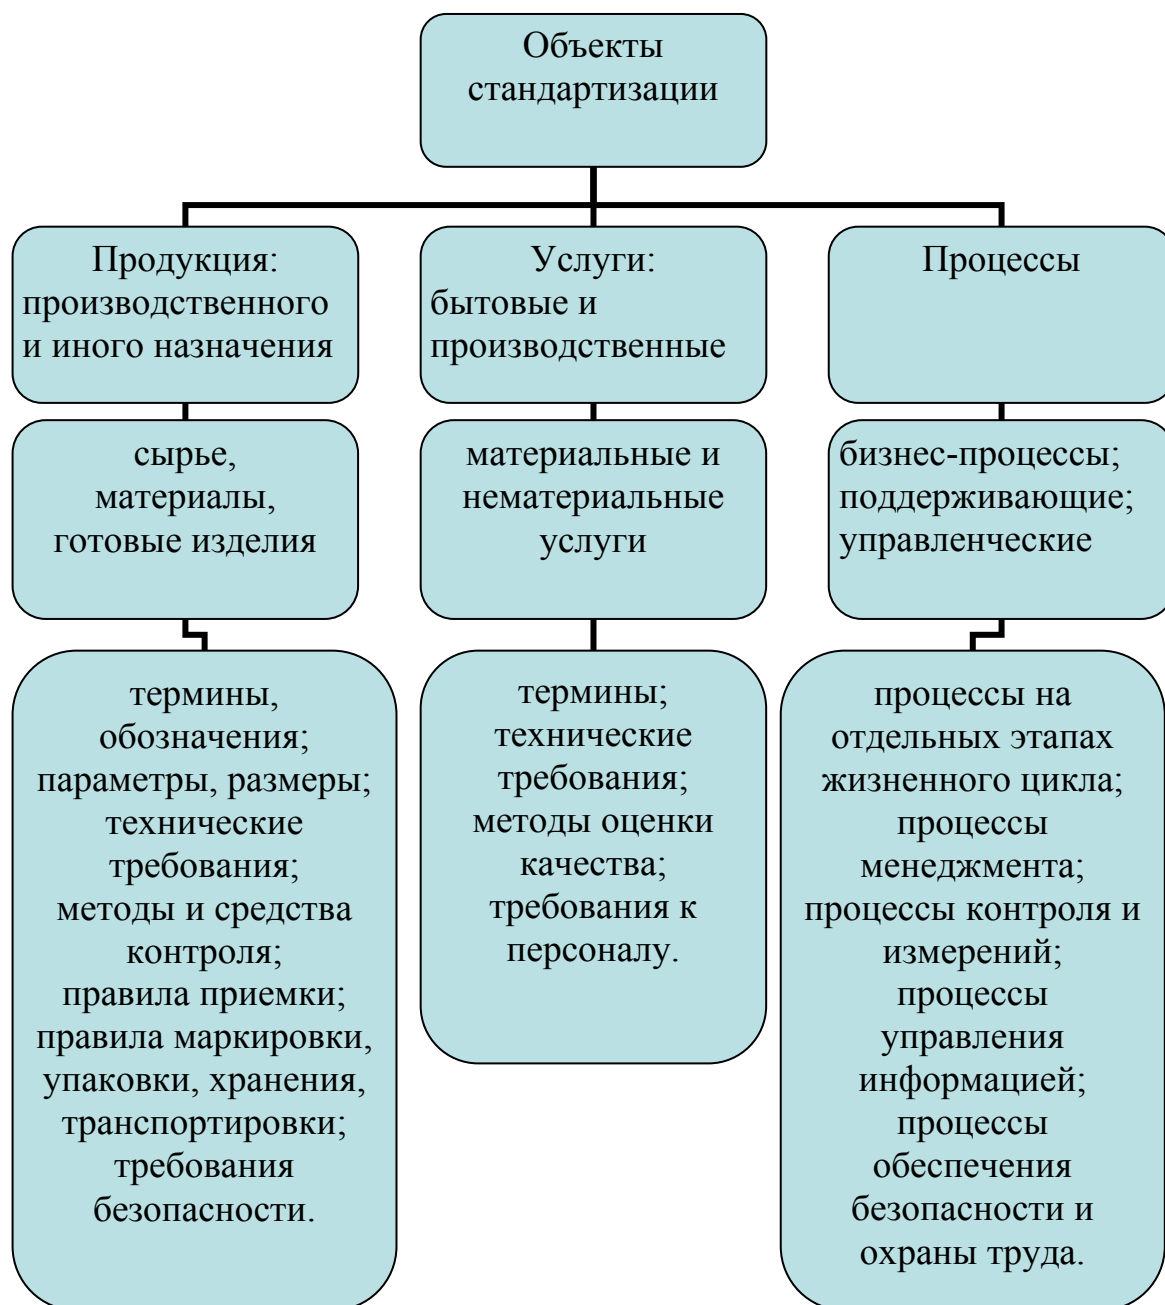 Объекты
стандартизации
Продукция:
производственного
и иного назначения
Услуги:
бытовые и
производственные
Процессы
сырье,
материалы,
готовые изделия
материальные и
нематериальные
услуги
бизнес-процессы;
поддерживающие;
управленческие
термины,
обозначения;
параметры, размеры;
технические
требования;
методы и средства
контроля;
правила приемки;
правила маркировки,
упаковки, хранения,
транспортировки;
требования
безопасности.
термины;
технические
требования;
методы оценки
качества;
требования к
персоналу.
процессы на
отдельных этапах
жизненного цикла;
процессы
менеджмента;
процессы контроля и
измерений;
процессы
управления
информацией;
процессы
обеспечения
безопасности и
охраны труда.